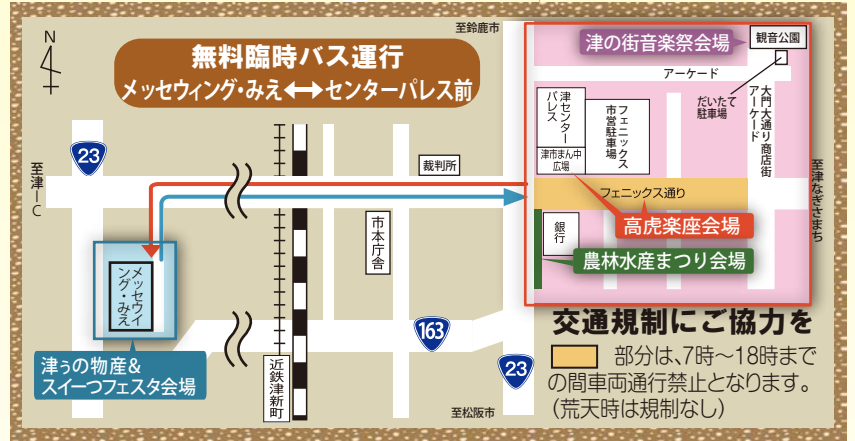 N
無料臨時バス運行
メッセウィング・みえ↔センターパレス前
至鈴鹿市
津の街音楽祭会場
観音公園
アーケード
だいたて
駐車場
大門大通り商店街
アーケード
津センター
パレス
フェニックス
市営駐車場
津市まん中
広場
23
裁判所
至津IC
至津なぎさまち
フェニックス通り
高虎楽座会場
銀行
農林水産まつり会場
市本庁舎
メッセウイ
ング・みえ
津ぅの物産&
スイーつフェスタ会場
近鉄津新町
163
23
至松阪市
交通規制にご協力を
部分は、7時〜18時まで
の間車両通行禁止となります。
(荒天時は規制なし)